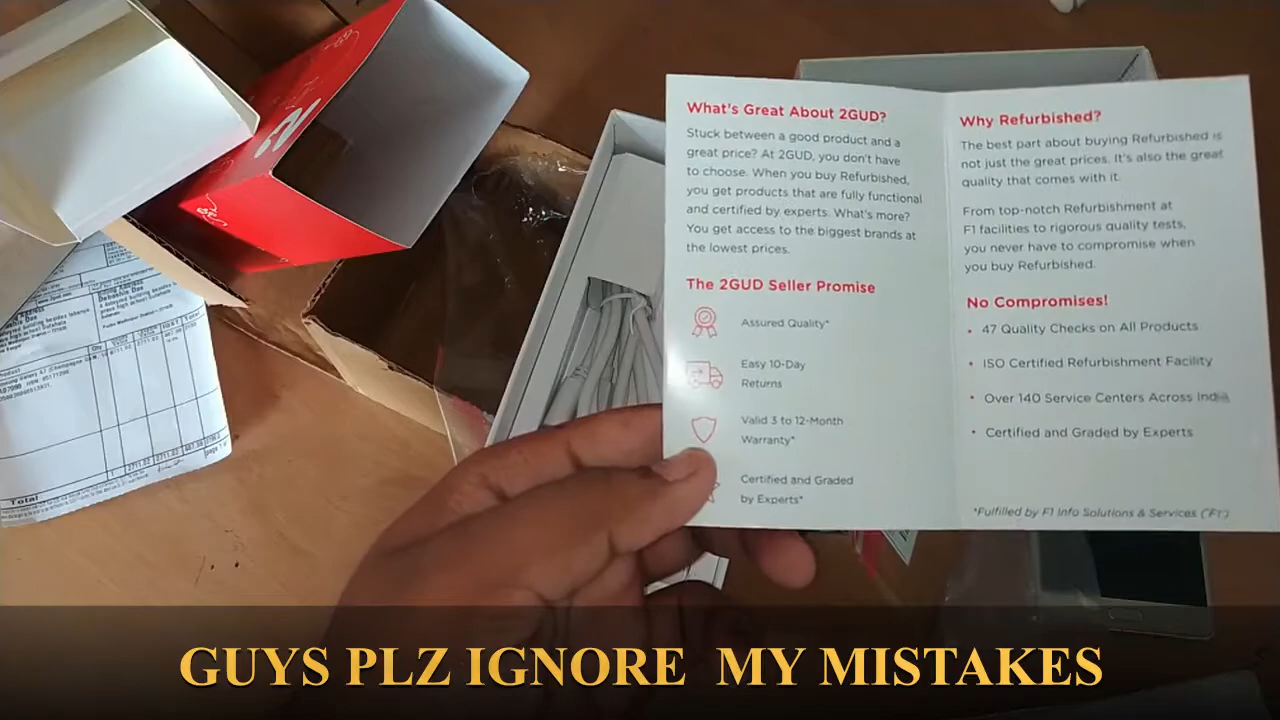 What's Great About 2GUD?
Stuck between a good product and a
great price? At 2GUD, you don't have
to choose. When you buy Refurbished,
you get products that are fully functional
and certified by experts. What's more?
You get access to the biggest brands at
the lowest prices.
The 2GUD Seller Promise
Assured Quality*
Easy 10-Day
Returns
Valid 3 to 12-Month
Warranty*
Certified and Graded
by Experts*
Why Refurbished?
The best part about buying Refurbished is
not just the great prices. It's also the great
quality that comes with it.
From top-notch Refurbishment at
F1 facilities to rigorous quality tests,
you never have to compromise when
you buy Refurbished.
No Compromises!
• 47 Quality Checks on All Products
• ISO Certified Refurbishment Facility
• Over 140 Service Centers Across India
• Certified and Graded by Experts
*Fulfilled by F1 Info Solutions & Services ("F1")
Total
GUYS PLZ IGNORE MY MISTAKES